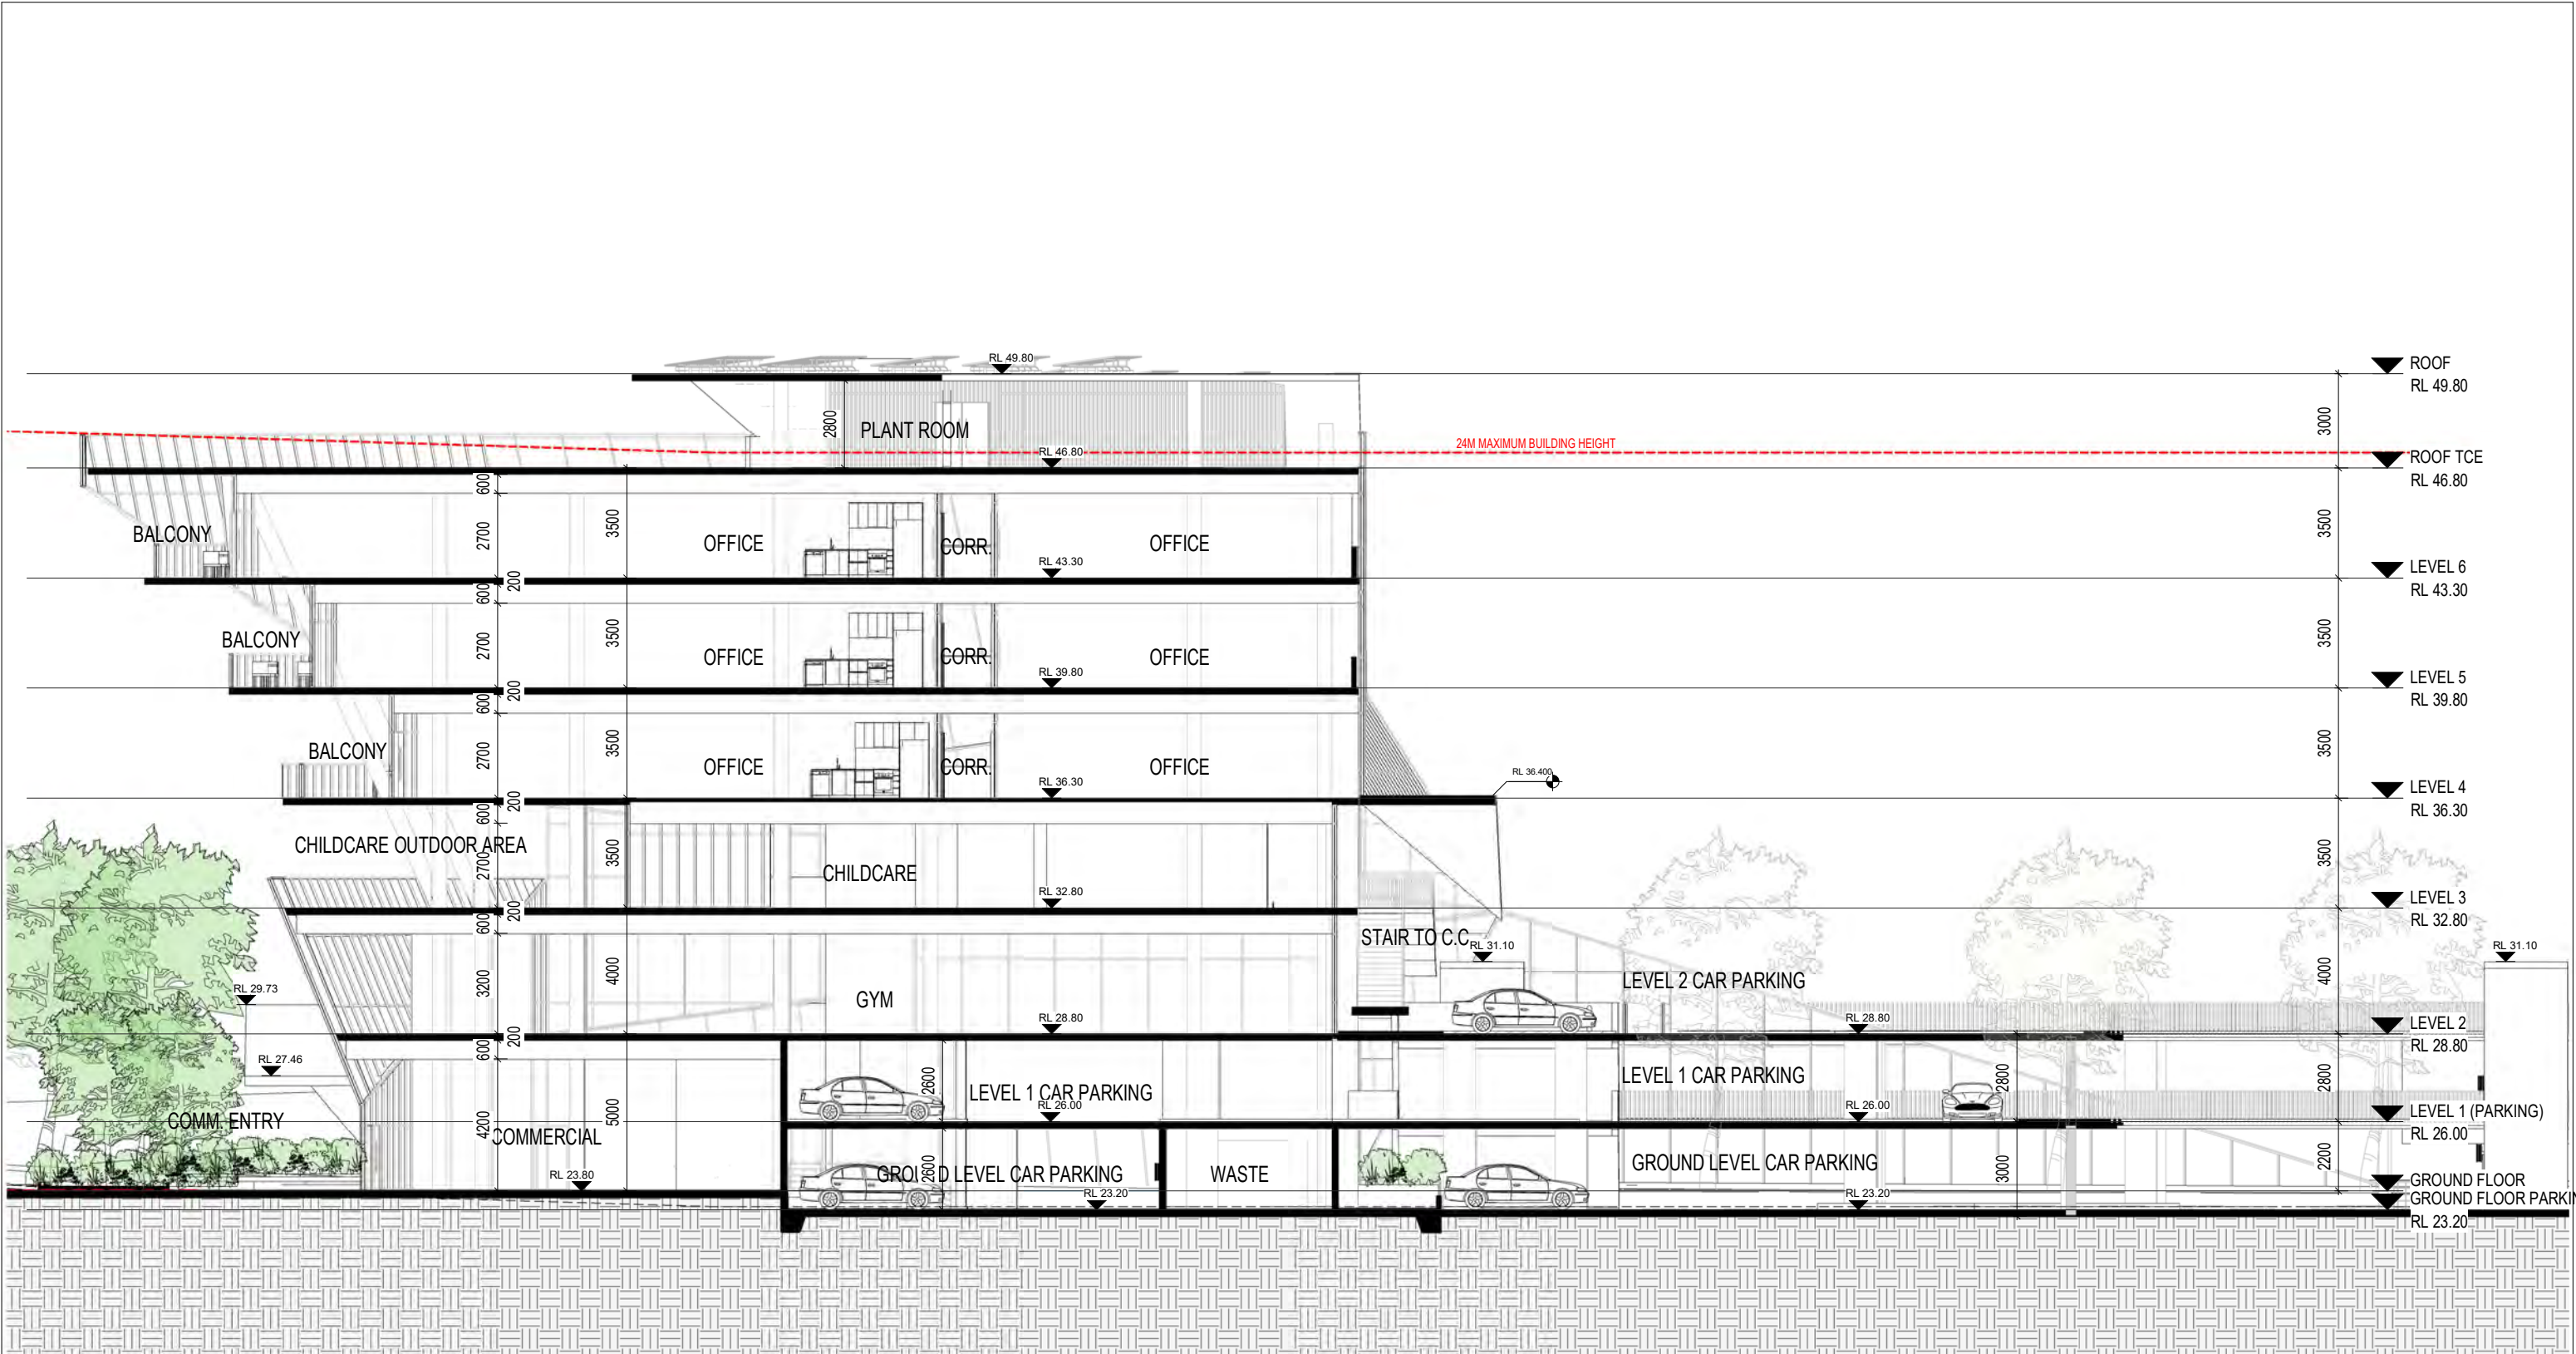 RL 49.80
ROOF
RL 49.80
2800
PLANT ROOM
3000
24M MAXIMUM BUILDING HEIGHT
RL 46.80
ROOF TCE
RL 46.80
600
BALCONY
2700
3500
OFFICE
CORR.
OFFICE
3500
RL 43.30
LEVEL 6
RL 43.30
200
600
BALCONY
2700
3500
OFFICE
CORR.
OFFICE
3500
RL 39.80
LEVEL 5
RL 39.80
200
600
BALCONY
2700
3500
OFFICE
CORR.
OFFICE
3500
RL 36.30
RL 36.400
LEVEL 4
RL 36.30
200
600
CHILDCARE OUTDOOR AREA
2700
3500
CHILDCARE
3500
RL 32.80
LEVEL 3
RL 32.80
200
600
STAIR TO C.C
RL 31.10
RL 31.10
LEVEL 2 CAR PARKING
RL 29.73
3200
4000
GYM
4000
RL 28.80
RL 28.80
LEVEL 2
RL 28.80
200
600
RL 27.46
2600
LEVEL 1 CAR PARKING
LEVEL 1 CAR PARKING
2800
2800
RL 26.00
RL 26.00
LEVEL 1 (PARKING)
RL 26.00
COMM. ENTRY
4200
COMMERCIAL
5000
RL 23.80
GROUND LEVEL CAR PARKING
2600
WASTE
GROUND LEVEL CAR PARKING
3000
2200
RL 23.20
RL 23.20
GROUND FLOOR
GROUND FLOOR PARKIN
RL 23.20